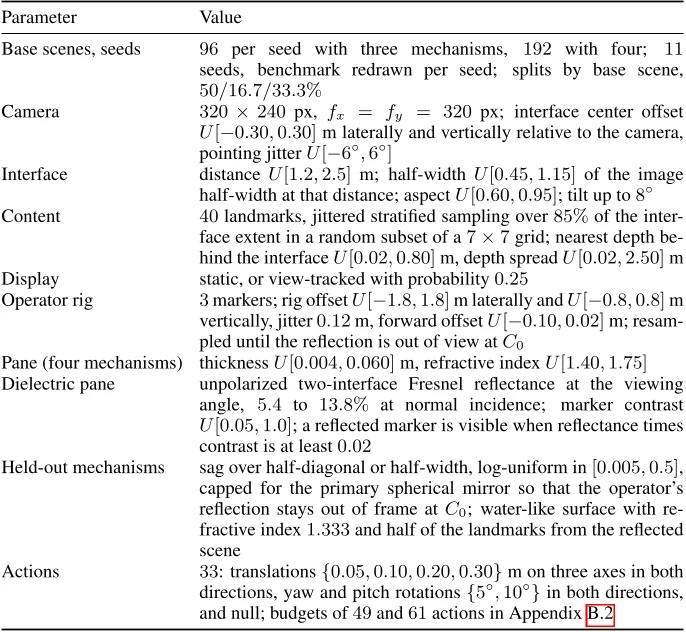 Parameter Value
Base scenes, seeds 96 per seed with three mechanisms, 192 with four; 11
seeds, benchmark redrawn per seed; splits by base scene,
50/16.7/33.3%
Camera 320 × 240 px, fx = fy = 320 px; interface center offset
U[−0.30, 0.30] m laterally and vertically relative to the camera,
pointing jitter U[−6°, 6°]
Interface distance U[1.2, 2.5] m; half-width U[0.45, 1.15] of the image
half-width at that distance; aspect U[0.60, 0.95]; tilt up to 8°
Content 40 landmarks, jittered stratified sampling over 85% of the inter-
face extent in a random subset of a 7 × 7 grid; nearest depth be-
hind the interface U[0.02, 0.80] m, depth spread U[0.02, 2.50] m
Display static, or view-tracked with probability 0.25
Operator rig 3 markers; rig offset U[−1.8, 1.8] m laterally and U[−0.8, 0.8] m
vertically, jitter 0.12 m, forward offset U[−0.10, 0.02] m; resam-
pled until the reflection is out of view at C0
Pane (four mechanisms) thickness U[0.004, 0.060] m, refractive index U[1.40, 1.75]
Dielectric pane unpolarized two-interface Fresnel reflectance at the viewing
angle, 5.4 to 13.8% at normal incidence; marker contrast
U[0.05, 1.0]; a reflected marker is visible when reflectance times
contrast is at least 0.02
Held-out mechanisms sag over half-diagonal or half-width, log-uniform in [0.005, 0.5],
capped for the primary spherical mirror so that the operator's
reflection stays out of frame at C0; water-like surface with re-
fractive index 1.333 and half of the landmarks from the reflected
scene
Actions 33: translations {0.05, 0.10, 0.20, 0.30} m on three axes in both
directions, yaw and pitch rotations {5°, 10°} in both directions,
and null; budgets of 49 and 61 actions in Appendix B.2